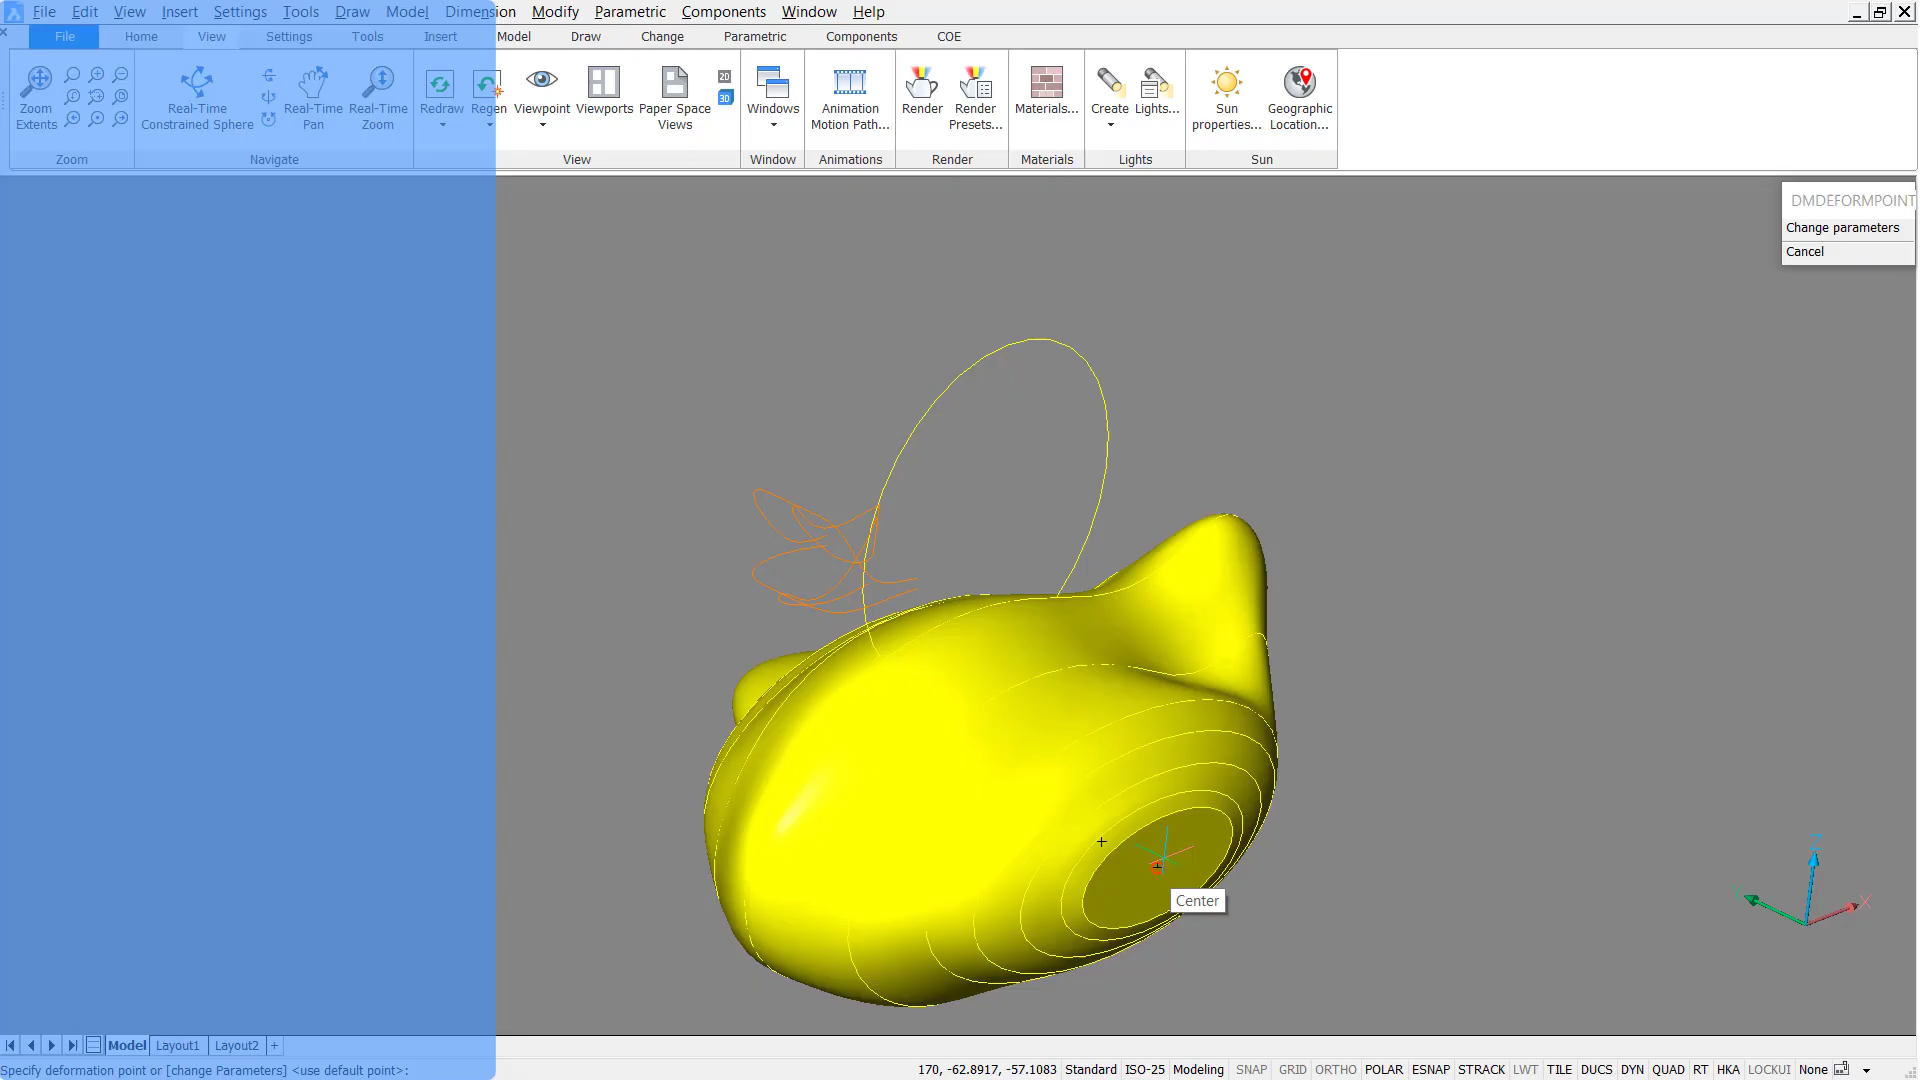 File Edit View Insert Settings Tools Draw Model Dimension Modify Parametric Components Window Help
File Home View Settings Tools Insert Model Draw Change Parametric Components COE
Zoom Extents
Real-Time Constrained Sphere
Real-Time Pan
Real-Time Zoom
Redraw
Regen
Viewpoint
Viewports
Paper Space Views
2D
3D
Windows
Animation Motion Path...
Render
Render Presets...
Materials...
Create
Lights...
Sun properties...
Geographic Location...
Zoom Navigate View Window Animations Render Materials Lights Sun
DMDEFORMPOINT
Change parameters
Cancel
Center
Z
X
Model Layout1 Layout2 +
Specify deformation point or [change Parameters] <use default point>:
170, -62.8917, -57.1083 Standard ISO-25 Modeling SNAP GRID ORTHO POLAR ESNAP STRACK LWT TILE DUCS DYN QUAD RT HKA LOCKUI None